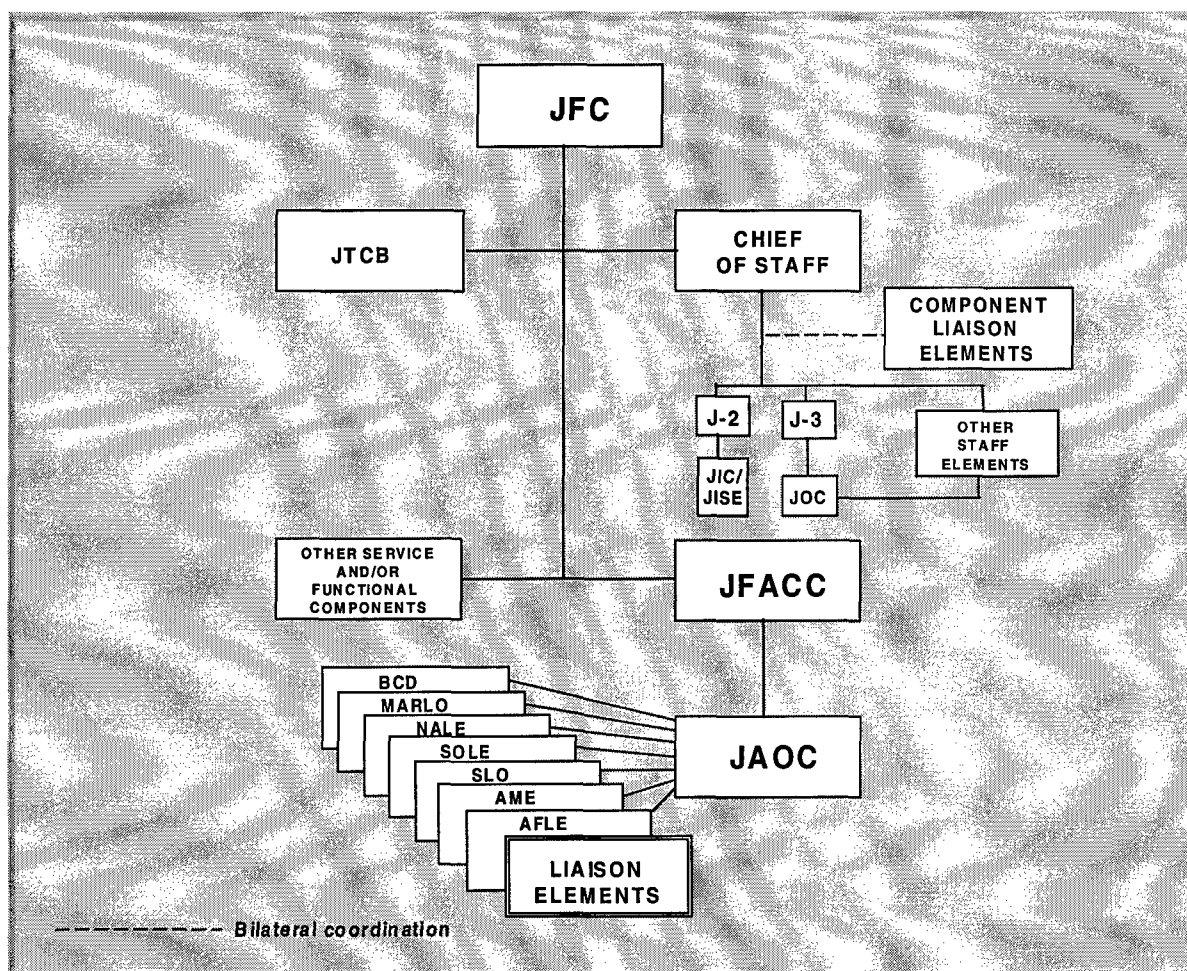 JFC
JTCB
CHIEF
OF STAFF
COMPONENT
LIAISON
ELEMENTS
J-2
J-3
OTHER
STAFF
ELEMENTS
JIC/
JISE
JOC
OTHER SERVICE
AND/OR
FUNCTIONAL
COMPONENTS
JFACC
BCD
MARLO
NALE
SOLE
SLO
AME
AFLE
JAOC
LIAISON
ELEMENTS
Bilateral coordination